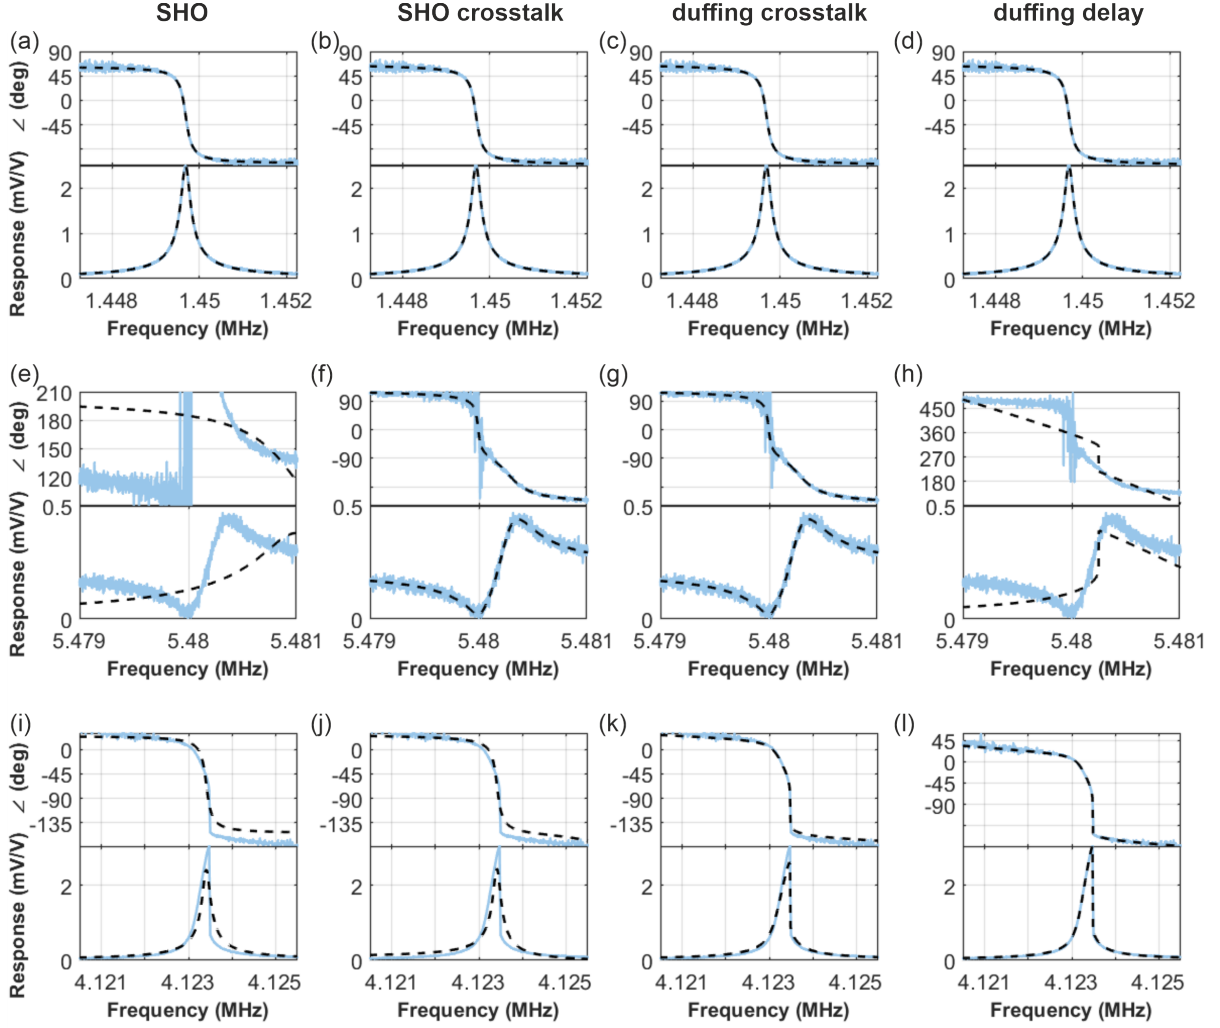 SHO
SHO crosstalk
duffing crosstalk
duffing delay
(a)
(b)
(c)
(d)
Response (mV/V) ∠ (deg)
90
45
0
-45
2
1
0
1.448 1.45 1.452
Frequency (MHz)
90
45
0
-45
2
1
0
1.448 1.45 1.452
Frequency (MHz)
90
45
0
-45
2
1
0
1.448 1.45 1.452
Frequency (MHz)
90
45
0
-45
2
1
0
1.448 1.45 1.452
Frequency (MHz)
(e)
(f)
(g)
(h)
Response (mV/V) ∠ (deg)
210
180
150
120
0.5
0
5.479 5.48 5.481
Frequency (MHz)
90
0
-90
0.5
0
5.479 5.48 5.481
Frequency (MHz)
90
0
-90
0.5
0
5.479 5.48 5.481
Frequency (MHz)
450
360
270
180
0.5
0
5.479 5.48 5.481
Frequency (MHz)
(i)
(j)
(k)
(l)
Response (mV/V) ∠ (deg)
0
-45
-90
-135
2
0
4.121 4.123 4.125
Frequency (MHz)
0
-45
-90
-135
2
0
4.121 4.123 4.125
Frequency (MHz)
0
-45
-90
-135
2
0
4.121 4.123 4.125
Frequency (MHz)
45
0
-45
-90
2
0
4.121 4.123 4.125
Frequency (MHz)